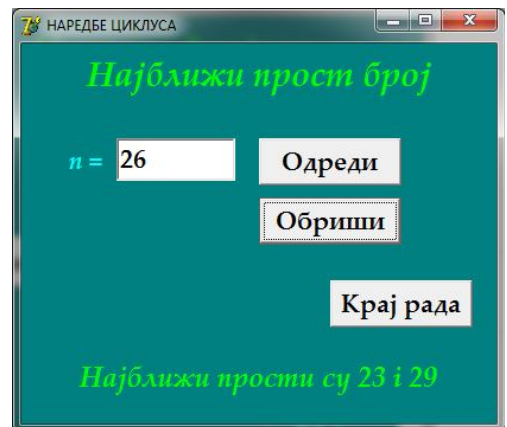 НАРЕДБЕ ЦИКЛУСА
Најближи прост број
n = 26
Одреди
Обриши
Крај рада
Најближи прости су 23 i 29